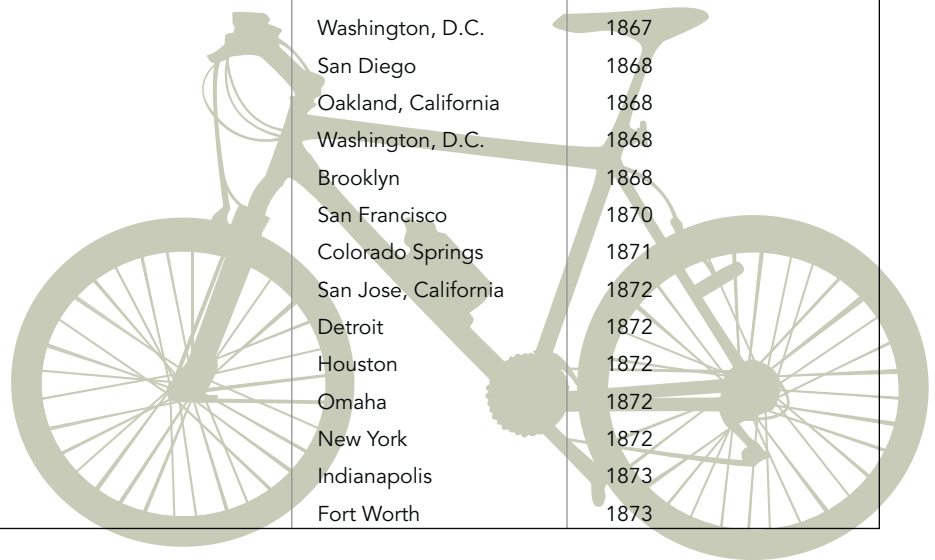 Washington, D.C. 1867
San Diego 1868
Oakland, California 1868
Washington, D.C. 1868
Brooklyn 1868
San Francisco 1870
Colorado Springs 1871
San Jose, California 1872
Detroit 1872
Houston 1872
Omaha 1872
New York 1872
Indianapolis 1873
Fort Worth 1873